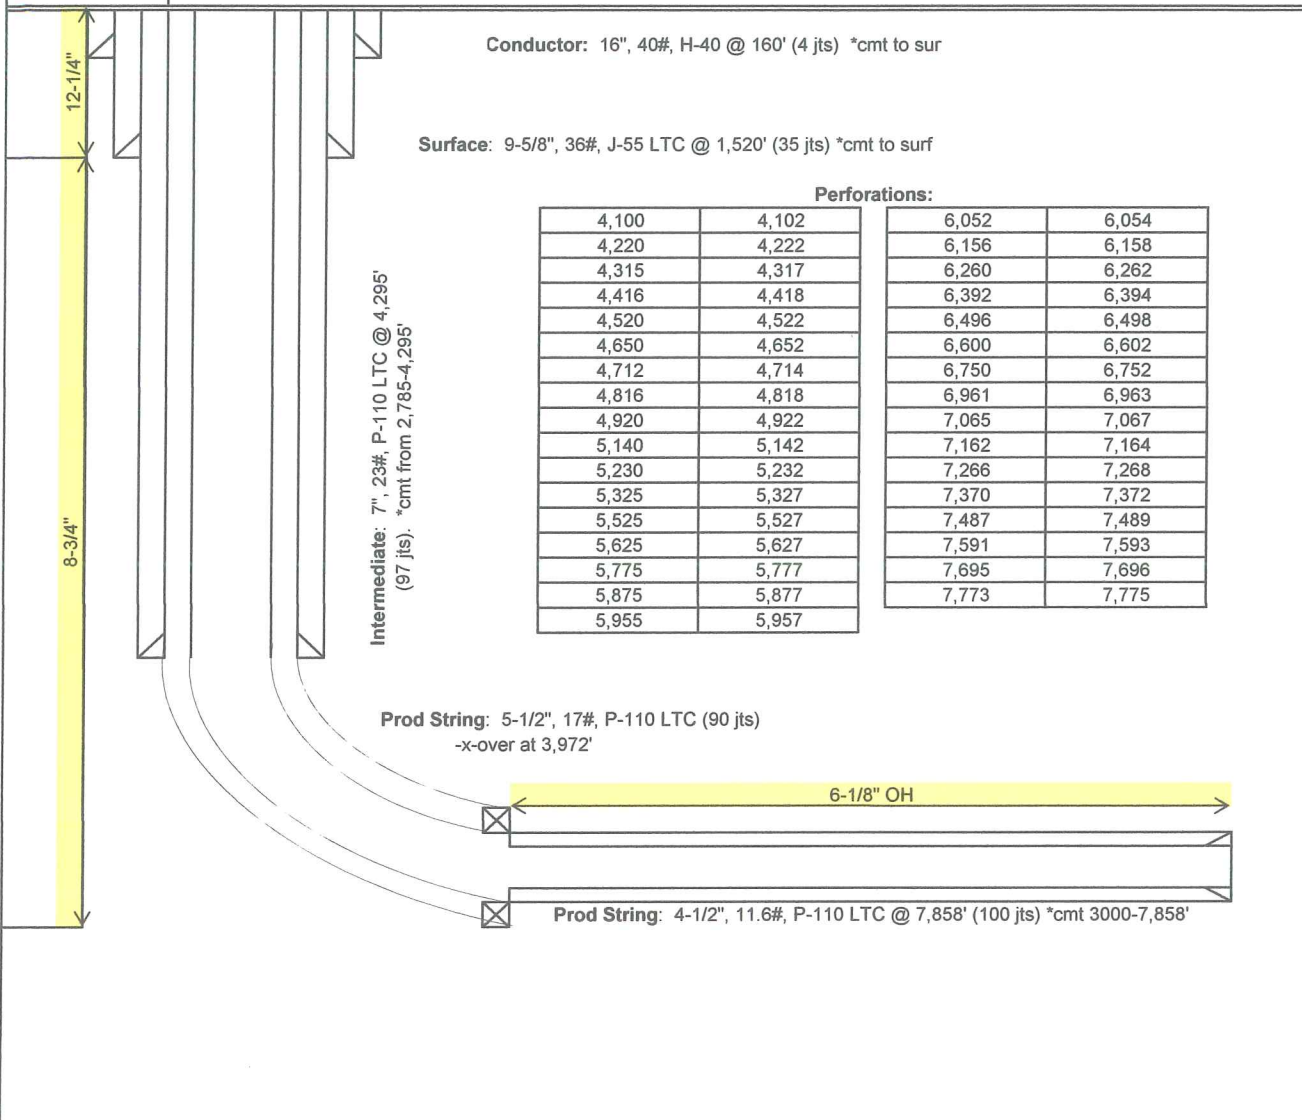 12-1/4"
Conductor: 16", 40#, H-40 @ 160' (4 jts) *cmt to sur
Surface: 9-5/8", 36#, J-55 LTC @ 1,520' (35 jts) *cmt to surf
Perforations:
4,100 4,102 6,052 6,054
4,220 4,222 6,156 6,158
4,315 4,317 6,260 6,262
4,416 4,418 6,392 6,394
4,520 4,522 6,496 6,498
4,650 4,652 6,600 6,602
4,712 4,714 6,750 6,752
4,816 4,818 6,961 6,963
4,920 4,922 7,065 7,067
5,140 5,142 7,162 7,164
5,230 5,232 7,266 7,268
5,325 5,327 7,370 7,372
5,525 5,527 7,487 7,489
5,625 5,627 7,591 7,593
5,775 5,777 7,695 7,696
5,875 5,877 7,773 7,775
5,955 5,957
Intermediate: 7", 23#, P-110 LTC @ 4,295'
(97 jts). *cmt from 2,785-4,295'
8-3/4"
Prod String: 5-1/2", 17#, P-110 LTC (90 jts)
-x-over at 3,972'
6-1/8" OH
Prod String: 4-1/2", 11.6#, P-110 LTC @ 7,858' (100 jts) *cmt 3000-7,858'